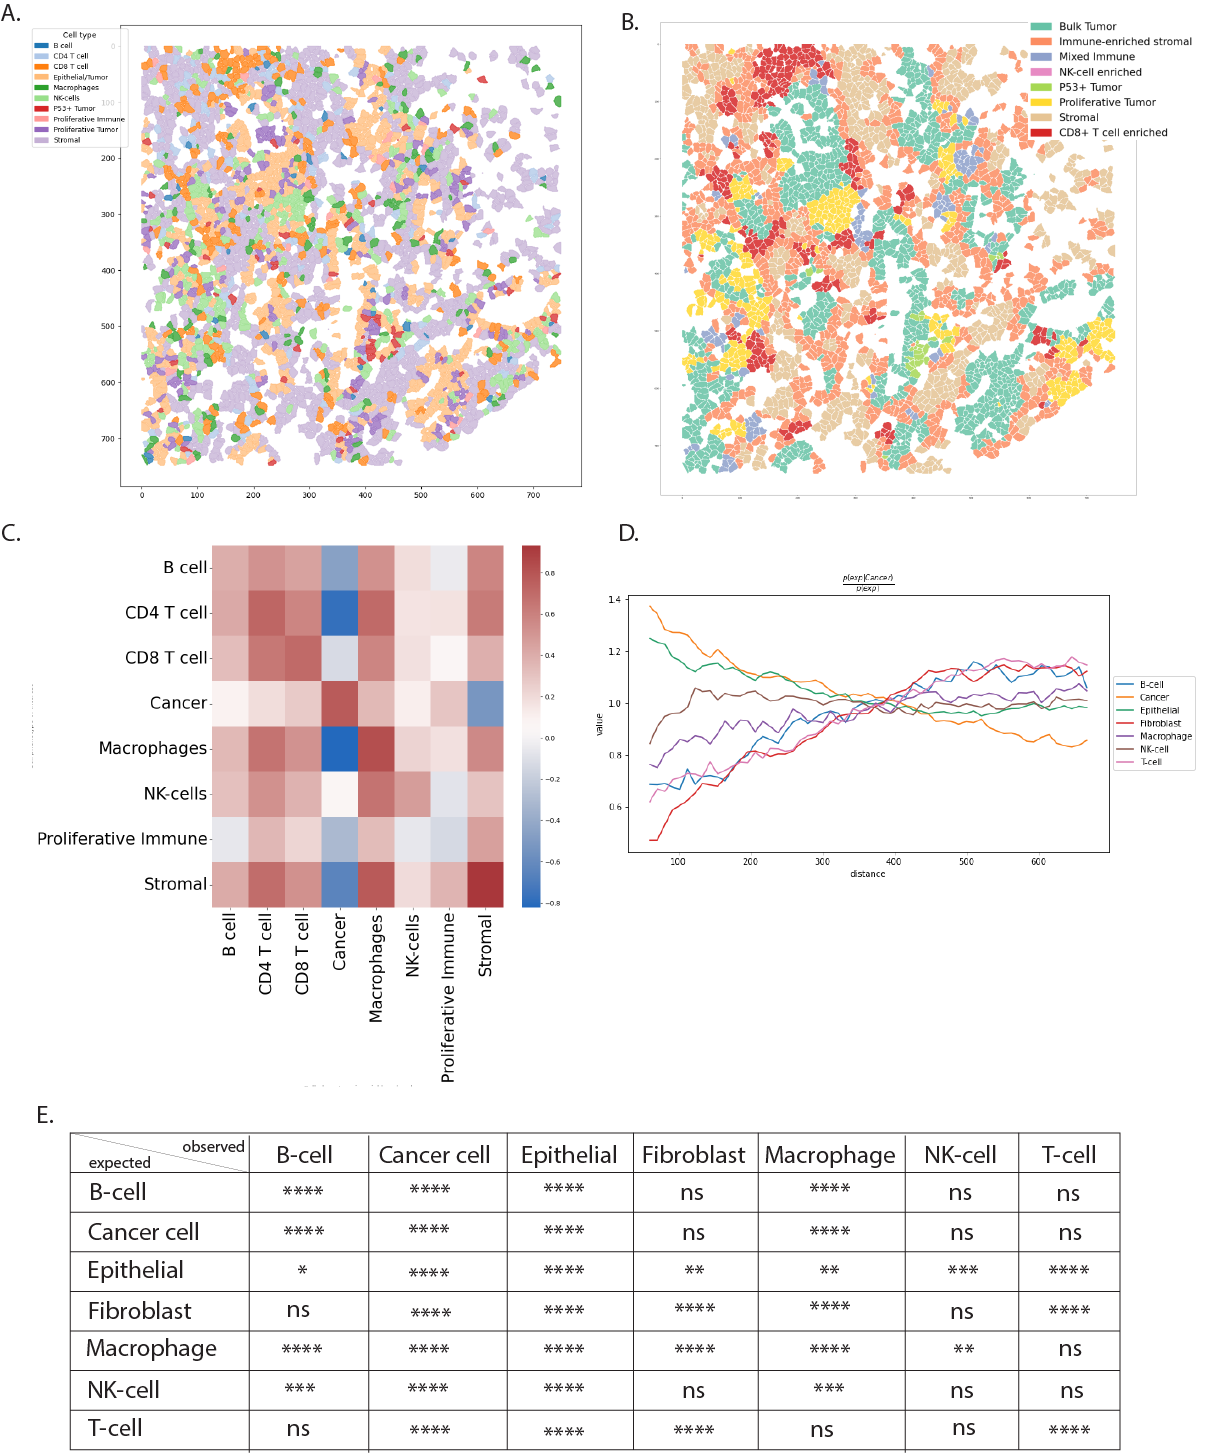 A.
Cell type
B cell
CD4 T cell
CD8 T cell
Epithelial/Tumor
Macrophages
NK-cells
P53+ Tumor
Proliferative Immune
Proliferative Tumor
Stromal
0
100
200
300
400
500
600
700
0 100 200 300 400 500 600 700
B.
Bulk Tumor
Immune-enriched stromal
Mixed Immune
NK-cell enriched
P53+ Tumor
Proliferative Tumor
Stromal
CD8+ T cell enriched
C.
B cell
CD4 T cell
CD8 T cell
Cancer
Macrophages
NK-cells
Proliferative Immune
Stromal
B cell
CD4 T cell
CD8 T cell
Cancer
Macrophages
NK-cells
Proliferative Immune
Stromal
0.8
0.6
0.4
0.2
0.0
−0.2
−0.4
−0.6
−0.8
D.
p(exp|Cancer)
p(exp)
1.4
1.2
1.0
0.8
0.6
value
100 200 300 400 500 600
distance
B-cell
Cancer
Epithelial
Fibroblast
Macrophage
NK-cell
T-cell
E.
observed
expected
B-cell Cancer cell Epithelial Fibroblast Macrophage NK-cell T-cell
B-cell **** **** **** ns **** ns ns
Cancer cell **** **** **** ns **** ns ns
Epithelial * **** **** ** ** *** ****
Fibroblast ns **** **** **** **** ns ****
Macrophage **** **** **** **** **** ** ns
NK-cell *** **** **** ns *** ns ns
T-cell ns **** **** **** ns ns ****